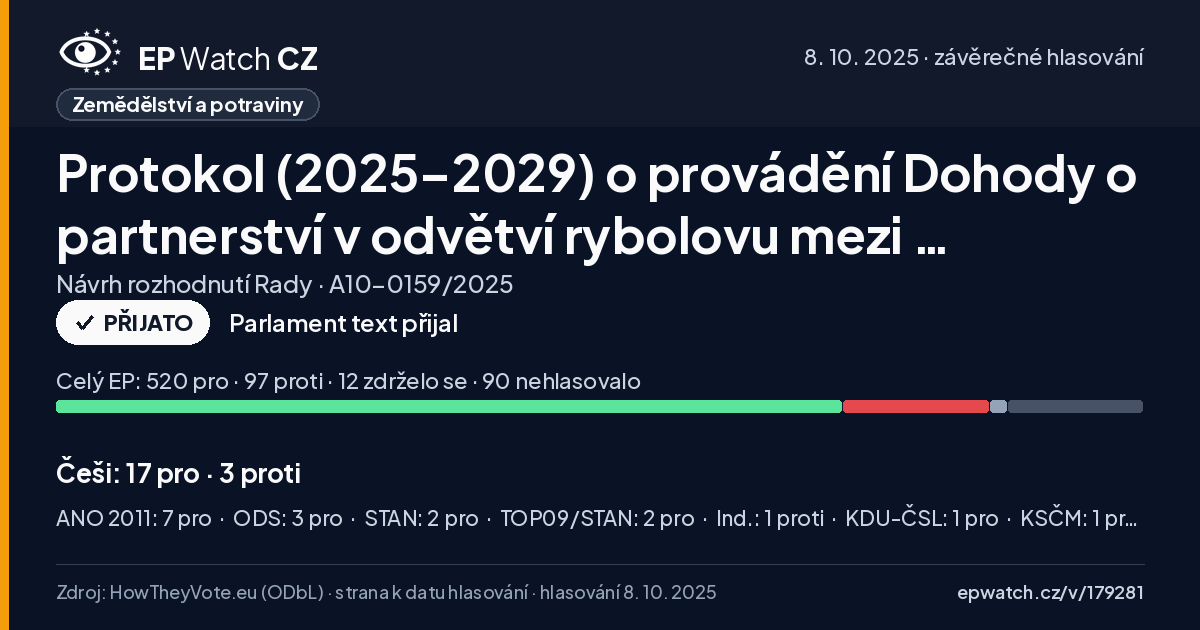 EP Watch CZ
8. 10. 2025 · závěrečné hlasování
Zemědělství a potraviny
Protokol (2025–2029) o provádění Dohody o
partnerství v odvětví rybolovu mezi …
Návrh rozhodnutí Rady · A10-0159/2025
✓ PŘIJATO Parlament text přijal
Celý EP: 520 pro · 97 proti · 12 zdrželo se · 90 nehlasovalo
Češi: 17 pro · 3 proti
ANO 2011: 7 pro · ODS: 3 pro · STAN: 2 pro · TOP09/STAN: 2 pro · Ind.: 1 proti · KDU-ČSL: 1 pro · KSČM: 1 pr…
Zdroj: HowTheyVote.eu (ODbL) · strana k datu hlasování · hlasování 8. 10. 2025
epwatch.cz/v/179281